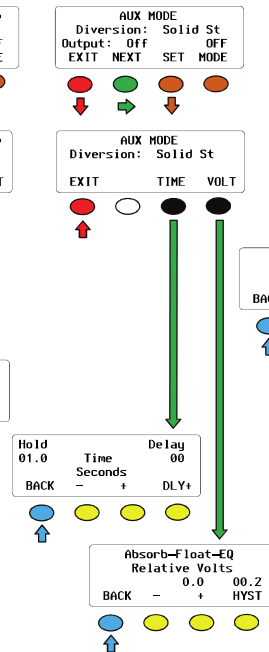 AUX MODE
Diversion: Solid St
Output: Off OFF
EXIT NEXT SET MODE
AUX MODE
Diversion: Solid St
EXIT TIME VOLT
Hold Delay
01.0 Time 00
Seconds
BACK − + DLY+
Absorb—Float—EQ
Relative Volts
0.0 00.2
BACK − + HYST